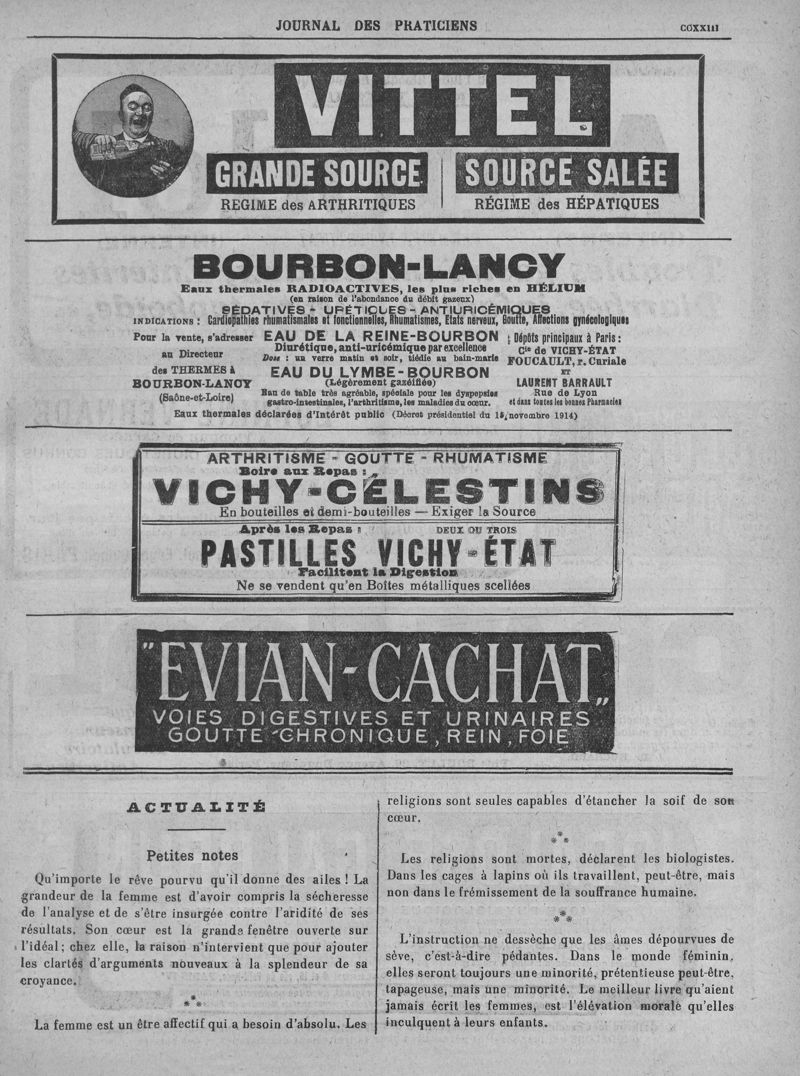 JOURNAL DES PRATICIENS
CCXXIII
VITTEL
GRANDE SOURCE
SOURCE SALÉE
REGIME des ARTHRITIQUES
RÉGIME des HÉPATIQUES
BOURBON-LANCY
Eaux thermales RADIOACTIVES, les plus riches en HÉLIUM
(en raison de l'abondance du débit gazeux)
SÉDATIVES - URÉTIQUES - ANTIURICÉMIQUES
INDICATIONS : Cardiopathies rhumatismales et fonctionnelles, Rhumatismes, Etats nerveux, Goutte, Affections gynécologiques
Pour la vente, s'adresser
au Directeur
des THERMES à
BOURBON-LANCY
(Saône-et-Loire)
EAU DE LA REINE-BOURBON
Diurétique, anti-uricémique par excellence
Dose : un verre matin et soir, tiédie au bain-marie
EAU DU LYMBE-BOURBON
(Légèrement gazéifiée)
Eau de table très agréable, spéciale pour les dyspepsies
gastro-intestinales, l'arthritisme, les maladies du cœur.
Dépôts principaux à Paris :
Cie de VICHY-ÉTAT
FOUCAULT, r. Curiale
ET
LAURENT BARRAULT
Rue de Lyon
et dans toutes les bonnes Pharmacies
Eaux thermales déclarées d'Intérêt public (Décret présidentiel du 15 novembre 1914)
ARTHRITISME - GOUTTE - RHUMATISME
Boire aux Repas :
VICHY-CÉLESTINS
En bouteilles et demi-bouteilles — Exiger la Source
Après les Repas : DEUX OU TROIS
PASTILLES VICHY-ÉTAT
Facilitent la Digestion
Ne se vendent qu'en Boîtes métalliques scellées
"EVIAN-CACHAT"
VOIES DIGESTIVES ET URINAIRES
GOUTTE CHRONIQUE, REIN, FOIE
ACTUALITÉ
Petites notes
Qu'importe le rêve pourvu qu'il donne des ailes ! La
grandeur de la femme est d'avoir compris la sécheresse
de l'analyse et de s'être insurgée contre l'aridité de ses
résultats. Son cœur est la grande fenêtre ouverte sur
l'idéal ; chez elle, la raison n'intervient que pour ajouter
les clartés d'arguments nouveaux à la splendeur de sa
croyance.
***
La femme est un être affectif qui a besoin d'absolu. Les
religions sont seules capables d'étancher la soif de son
cœur.
***
Les religions sont mortes, déclarent les biologistes.
Dans les cages à lapins où ils travaillent, peut-être, mais
non dans le frémissement de la souffrance humaine.
***
L'instruction ne dessèche que les âmes dépourvues de
sève, c'est-à-dire pédantes. Dans le monde féminin,
elles seront toujours une minorité, prétentieuse peut-être,
tapageuse, mais une minorité. Le meilleur livre qu'aient
jamais écrit les femmes, est l'élévation morale qu'elles
inculquent à leurs enfants.